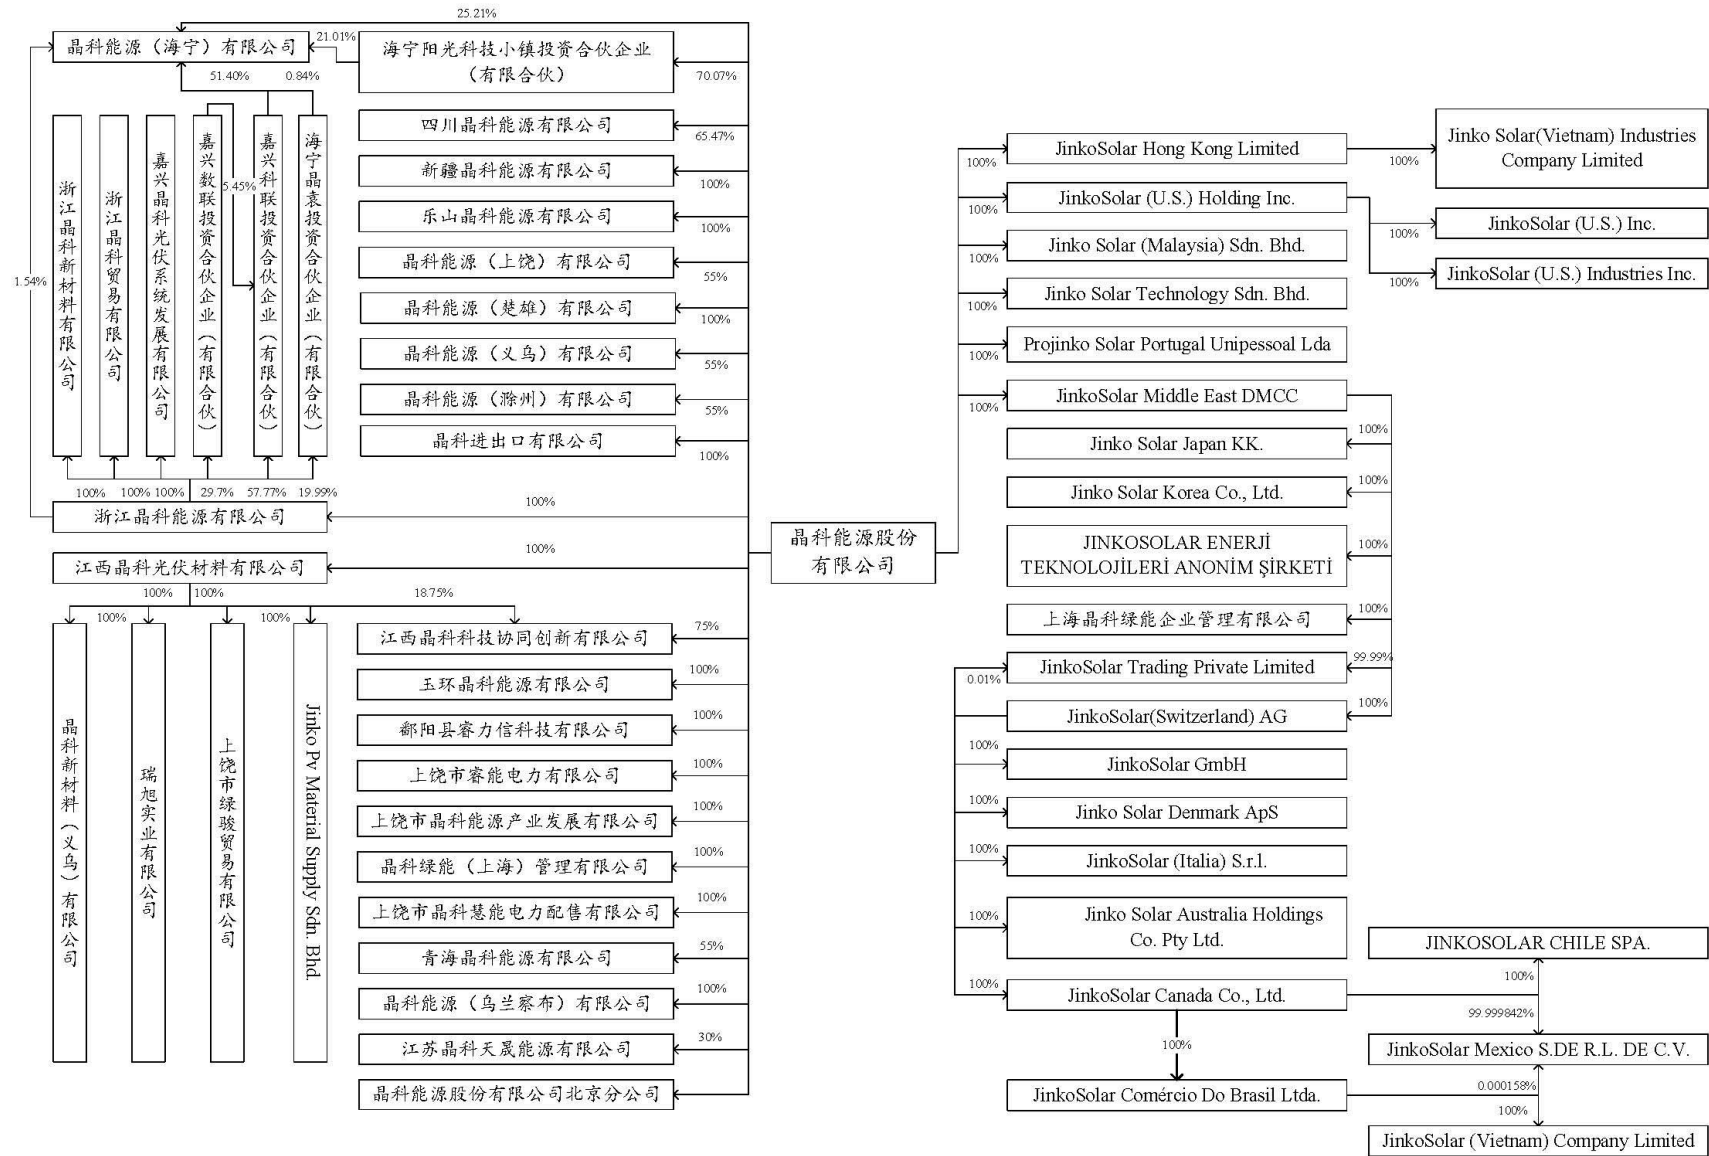 25.21%
晶科能源（海宁）有限公司
21.01%
海宁阳光科技小镇投资合伙企业
（有限合伙）
70.07%
51.40%
0.84%
四川晶科能源有限公司
65.47%
新疆晶科能源有限公司
100%
乐山晶科能源有限公司
100%
晶科能源（上饶）有限公司
55%
晶科能源（楚雄）有限公司
100%
晶科能源（义乌）有限公司
55%
晶科能源（滁州）有限公司
55%
晶科进出口有限公司
100%
浙江晶科新材料有限公司
浙江晶科贸易有限公司
嘉兴晶科光伏系统发展有限公司
嘉兴数联投资合伙企业（有限合伙）
5.45%
嘉兴科联投资合伙企业（有限合伙）
海宁晶袁投资合伙企业（有限合伙）
1.54%
100%
100%
100%
29.7%
57.77%
19.99%
浙江晶科能源有限公司
100%
江西晶科光伏材料有限公司
100%
100%
100%
18.75%
100%
100%
晶科新材料（义乌）有限公司
瑞旭实业有限公司
上饶市绿骏贸易有限公司
Jinko Pv Material Supply Sdn. Bhd.
江西晶科科技协同创新有限公司
75%
玉环晶科能源有限公司
100%
鄱阳县睿力信科技有限公司
100%
上饶市睿能电力有限公司
100%
上饶市晶科能源产业发展有限公司
100%
晶科绿能（上海）管理有限公司
100%
上饶市晶科慧能电力配售有限公司
100%
青海晶科能源有限公司
55%
晶科能源（乌兰察布）有限公司
100%
江苏晶科天晟能源有限公司
30%
晶科能源股份有限公司北京分公司
晶科能源股份
有限公司
JinkoSolar Hong Kong Limited
100%
100%
Jinko Solar(Vietnam) Industries
Company Limited
JinkoSolar (U.S.) Holding Inc.
100%
JinkoSolar (U.S.) Inc.
100%
JinkoSolar (U.S.) Industries Inc.
100%
Jinko Solar (Malaysia) Sdn. Bhd.
100%
Jinko Solar Technology Sdn. Bhd.
100%
Projinko Solar Portugal Unipessoal Lda
100%
JinkoSolar Middle East DMCC
100%
Jinko Solar Japan KK.
100%
Jinko Solar Korea Co., Ltd.
100%
JINKOSOLAR ENERJİ
TEKNOLOJİLERİ ANONİM ŞİRKETİ
100%
上海晶科绿能企业管理有限公司
100%
JinkoSolar Trading Private Limited
99.99%
0.01%
JinkoSolar(Switzerland) AG
100%
JinkoSolar GmbH
100%
Jinko Solar Denmark ApS
100%
JinkoSolar (Italia) S.r.l.
100%
Jinko Solar Australia Holdings
Co. Pty Ltd.
100%
JinkoSolar Canada Co., Ltd.
100%
JINKOSOLAR CHILE SPA.
100%
99.999842%
JinkoSolar Mexico S.DE R.L. DE C.V.
100%
JinkoSolar Comércio Do Brasil Ltda.
0.000158%
100%
JinkoSolar (Vietnam) Company Limited